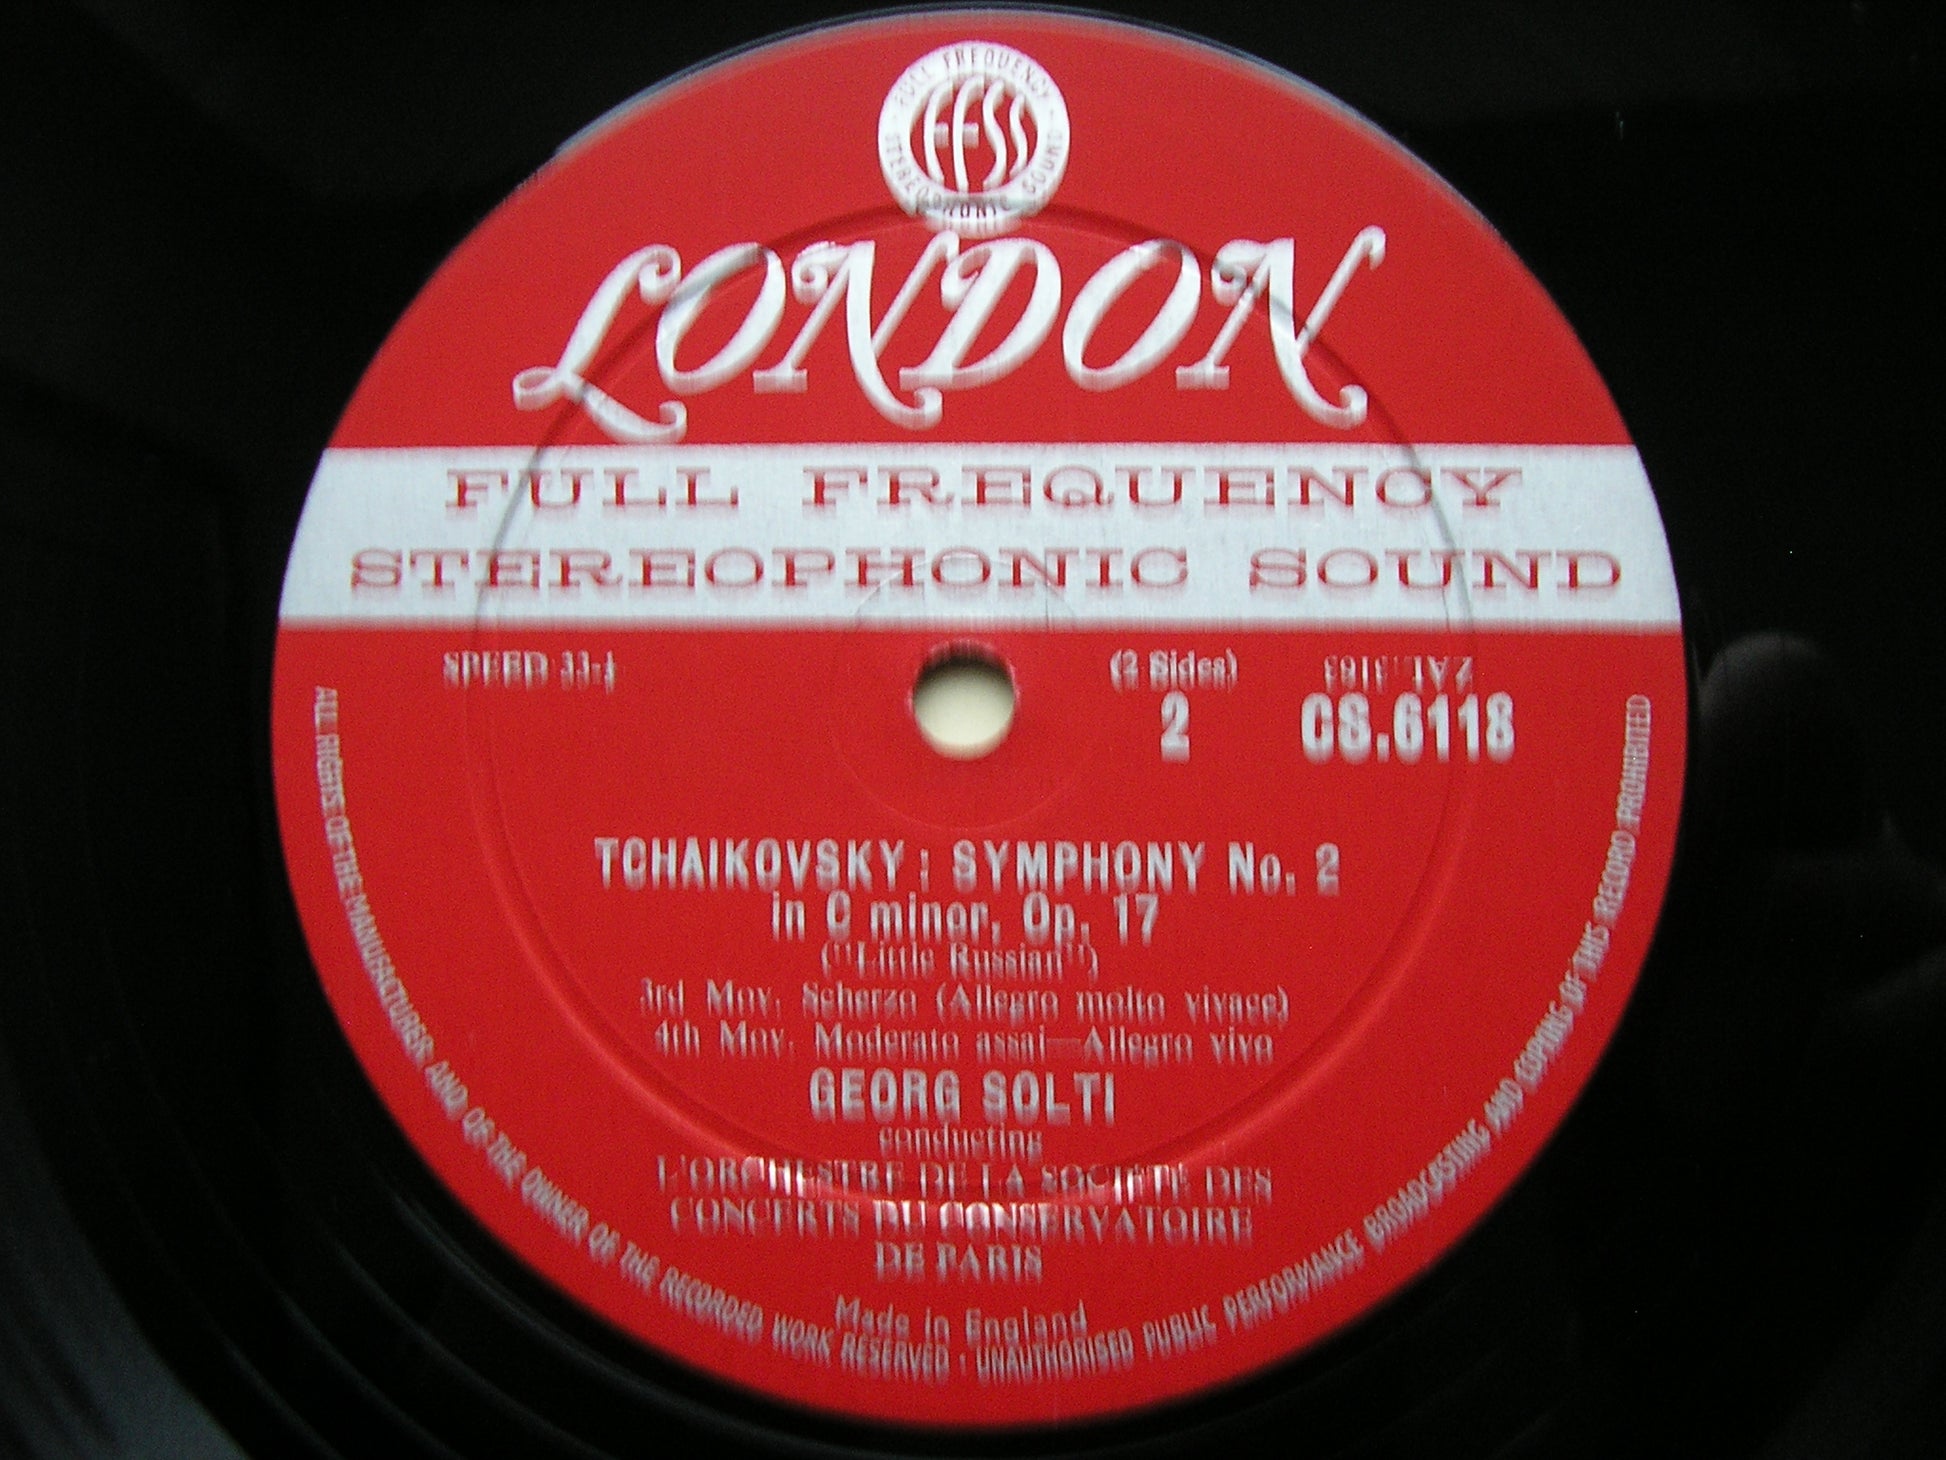 FULL FREQUENCY
FFSS
STEREOPHONIC SOUND
LONDON
FULL FREQUENCY
STEREOPHONIC SOUND
SPEED 33⅓
(2 Sides)
ZAL.3163
2
CS.6118
TCHAIKOVSKY : SYMPHONY No. 2
in C minor, Op. 17
("Little Russian")
3rd Mov. Scherzo (Allegro molto vivace)
4th Mov. Moderato assai—Allegro vivo
GEORG SOLTI
conducting
L'ORCHESTRE DE LA SOCIÉTÉ DES
CONCERTS DU CONSERVATOIRE
DE PARIS
Made in England
ALL RIGHTS OF THE MANUFACTURER AND OF THE OWNER OF THE RECORDED WORK RESERVED · UNAUTHORISED PUBLIC PERFORMANCE BROADCASTING AND COPYING OF THIS RECORD PROHIBITED